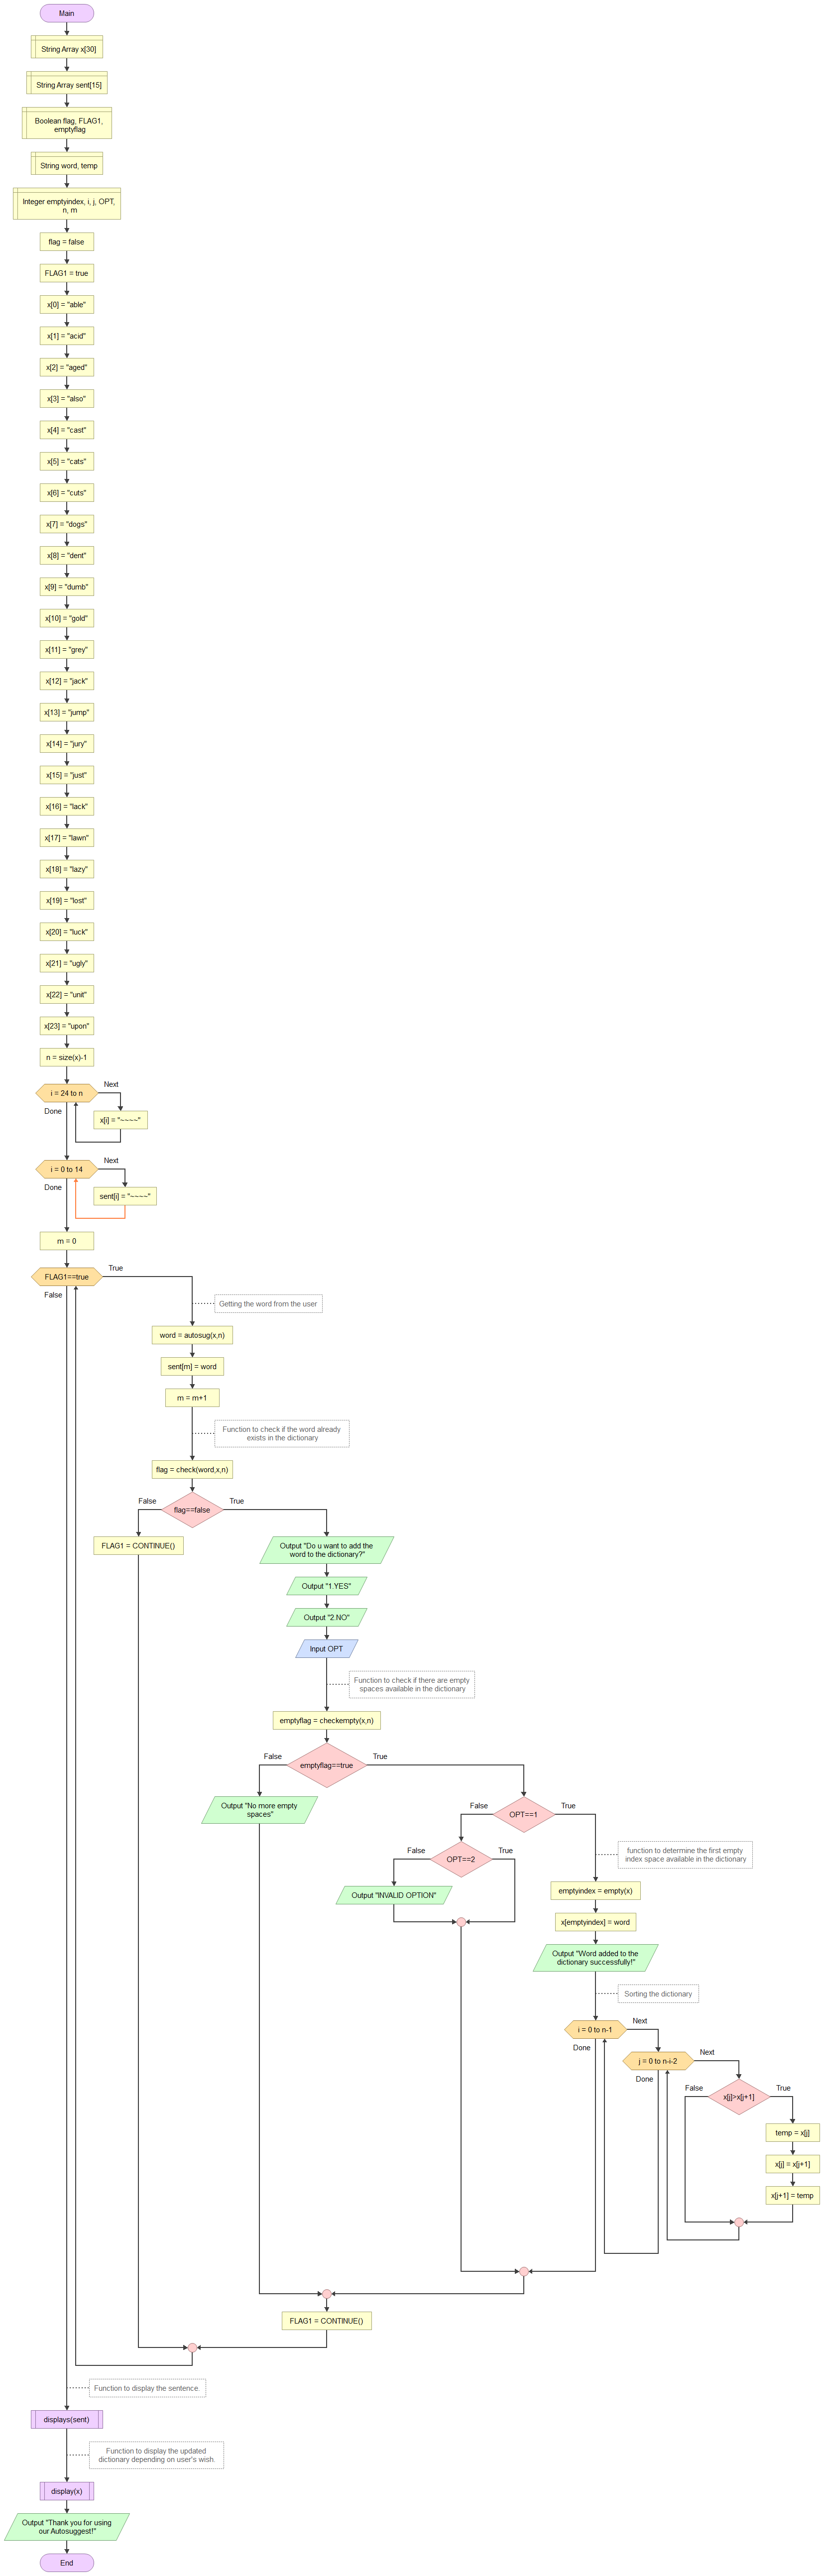 Main
String Array x[30]
String Array sent[15]
Boolean flag, FLAG1,
emptyflag
String word, temp
Integer emptyindex, i, j, OPT,
n, m
flag = false
FLAG1 = true
x[0] = "able"
x[1] = "acid"
x[2] = "aged"
x[3] = "also"
x[4] = "cast"
x[5] = "cats"
x[6] = "cuts"
x[7] = "dogs"
x[8] = "dent"
x[9] = "dumb"
x[10] = "gold"
x[11] = "grey"
x[12] = "jack"
x[13] = "jump"
x[14] = "jury"
x[15] = "just"
x[16] = "lack"
x[17] = "lawn"
x[18] = "lazy"
x[19] = "lost"
x[20] = "luck"
x[21] = "ugly"
x[22] = "unit"
x[23] = "upon"
n = size(x)-1
i = 24 to n
Next
Done
x[i] = "~~~~"
i = 0 to 14
Next
Done
sent[i] = "~~~~"
m = 0
FLAG1==true
True
False
Getting the word from the user
word = autosug(x,n)
sent[m] = word
m = m+1
Function to check if the word already
exists in the dictionary
flag = check(word,x,n)
flag==false
False
True
FLAG1 = CONTINUE()
Output "Do u want to add the
word to the dictionary?"
Output "1.YES"
Output "2.NO"
Input OPT
Function to check if there are empty
spaces available in the dictionary
emptyflag = checkempty(x,n)
emptyflag==true
False
True
Output "No more empty
spaces"
OPT==1
False
True
OPT==2
False
True
Output "INVALID OPTION"
function to determine the first empty
index space available in the dictionary
emptyindex = empty(x)
x[emptyindex] = word
Output "Word added to the
dictionary successfully!"
Sorting the dictionary
i = 0 to n-1
Next
Done
j = 0 to n-i-2
Next
Done
x[j]>x[j+1]
False
True
temp = x[j]
x[j] = x[j+1]
x[j+1] = temp
FLAG1 = CONTINUE()
Function to display the sentence.
displays(sent)
Function to display the updated
dictionary depending on user's wish.
display(x)
Output "Thank you for using
our Autosuggest!"
End